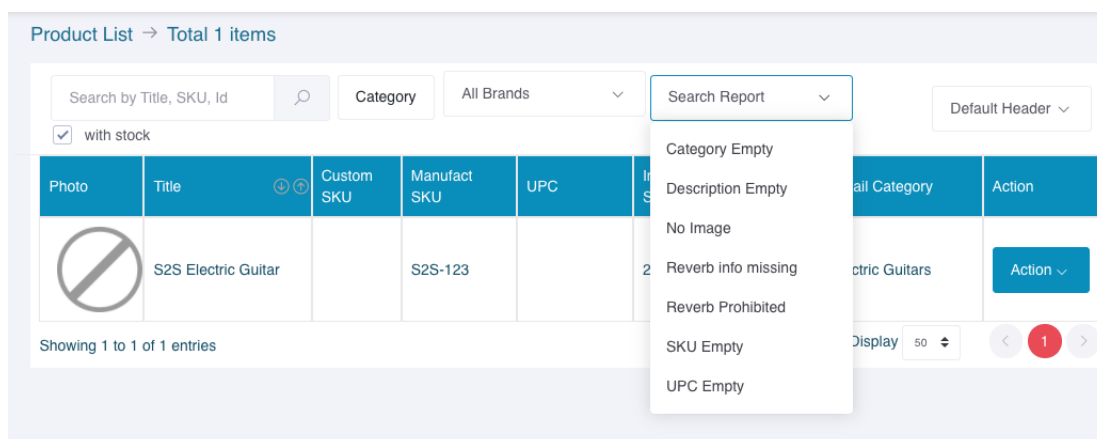 Product List → Total 1 items
Search by Title, SKU, Id
Category
All Brands
Search Report
Default Header
with stock
Category Empty
Description Empty
No Image
Reverb info missing
Reverb Prohibited
SKU Empty
UPC Empty
Photo
Title
Custom
SKU
Manufact
SKU
UPC
ail Category
Action
S2S Electric Guitar
S2S-123
2
ctric Guitars
Action
Showing 1 to 1 of 1 entries
Display
50
1